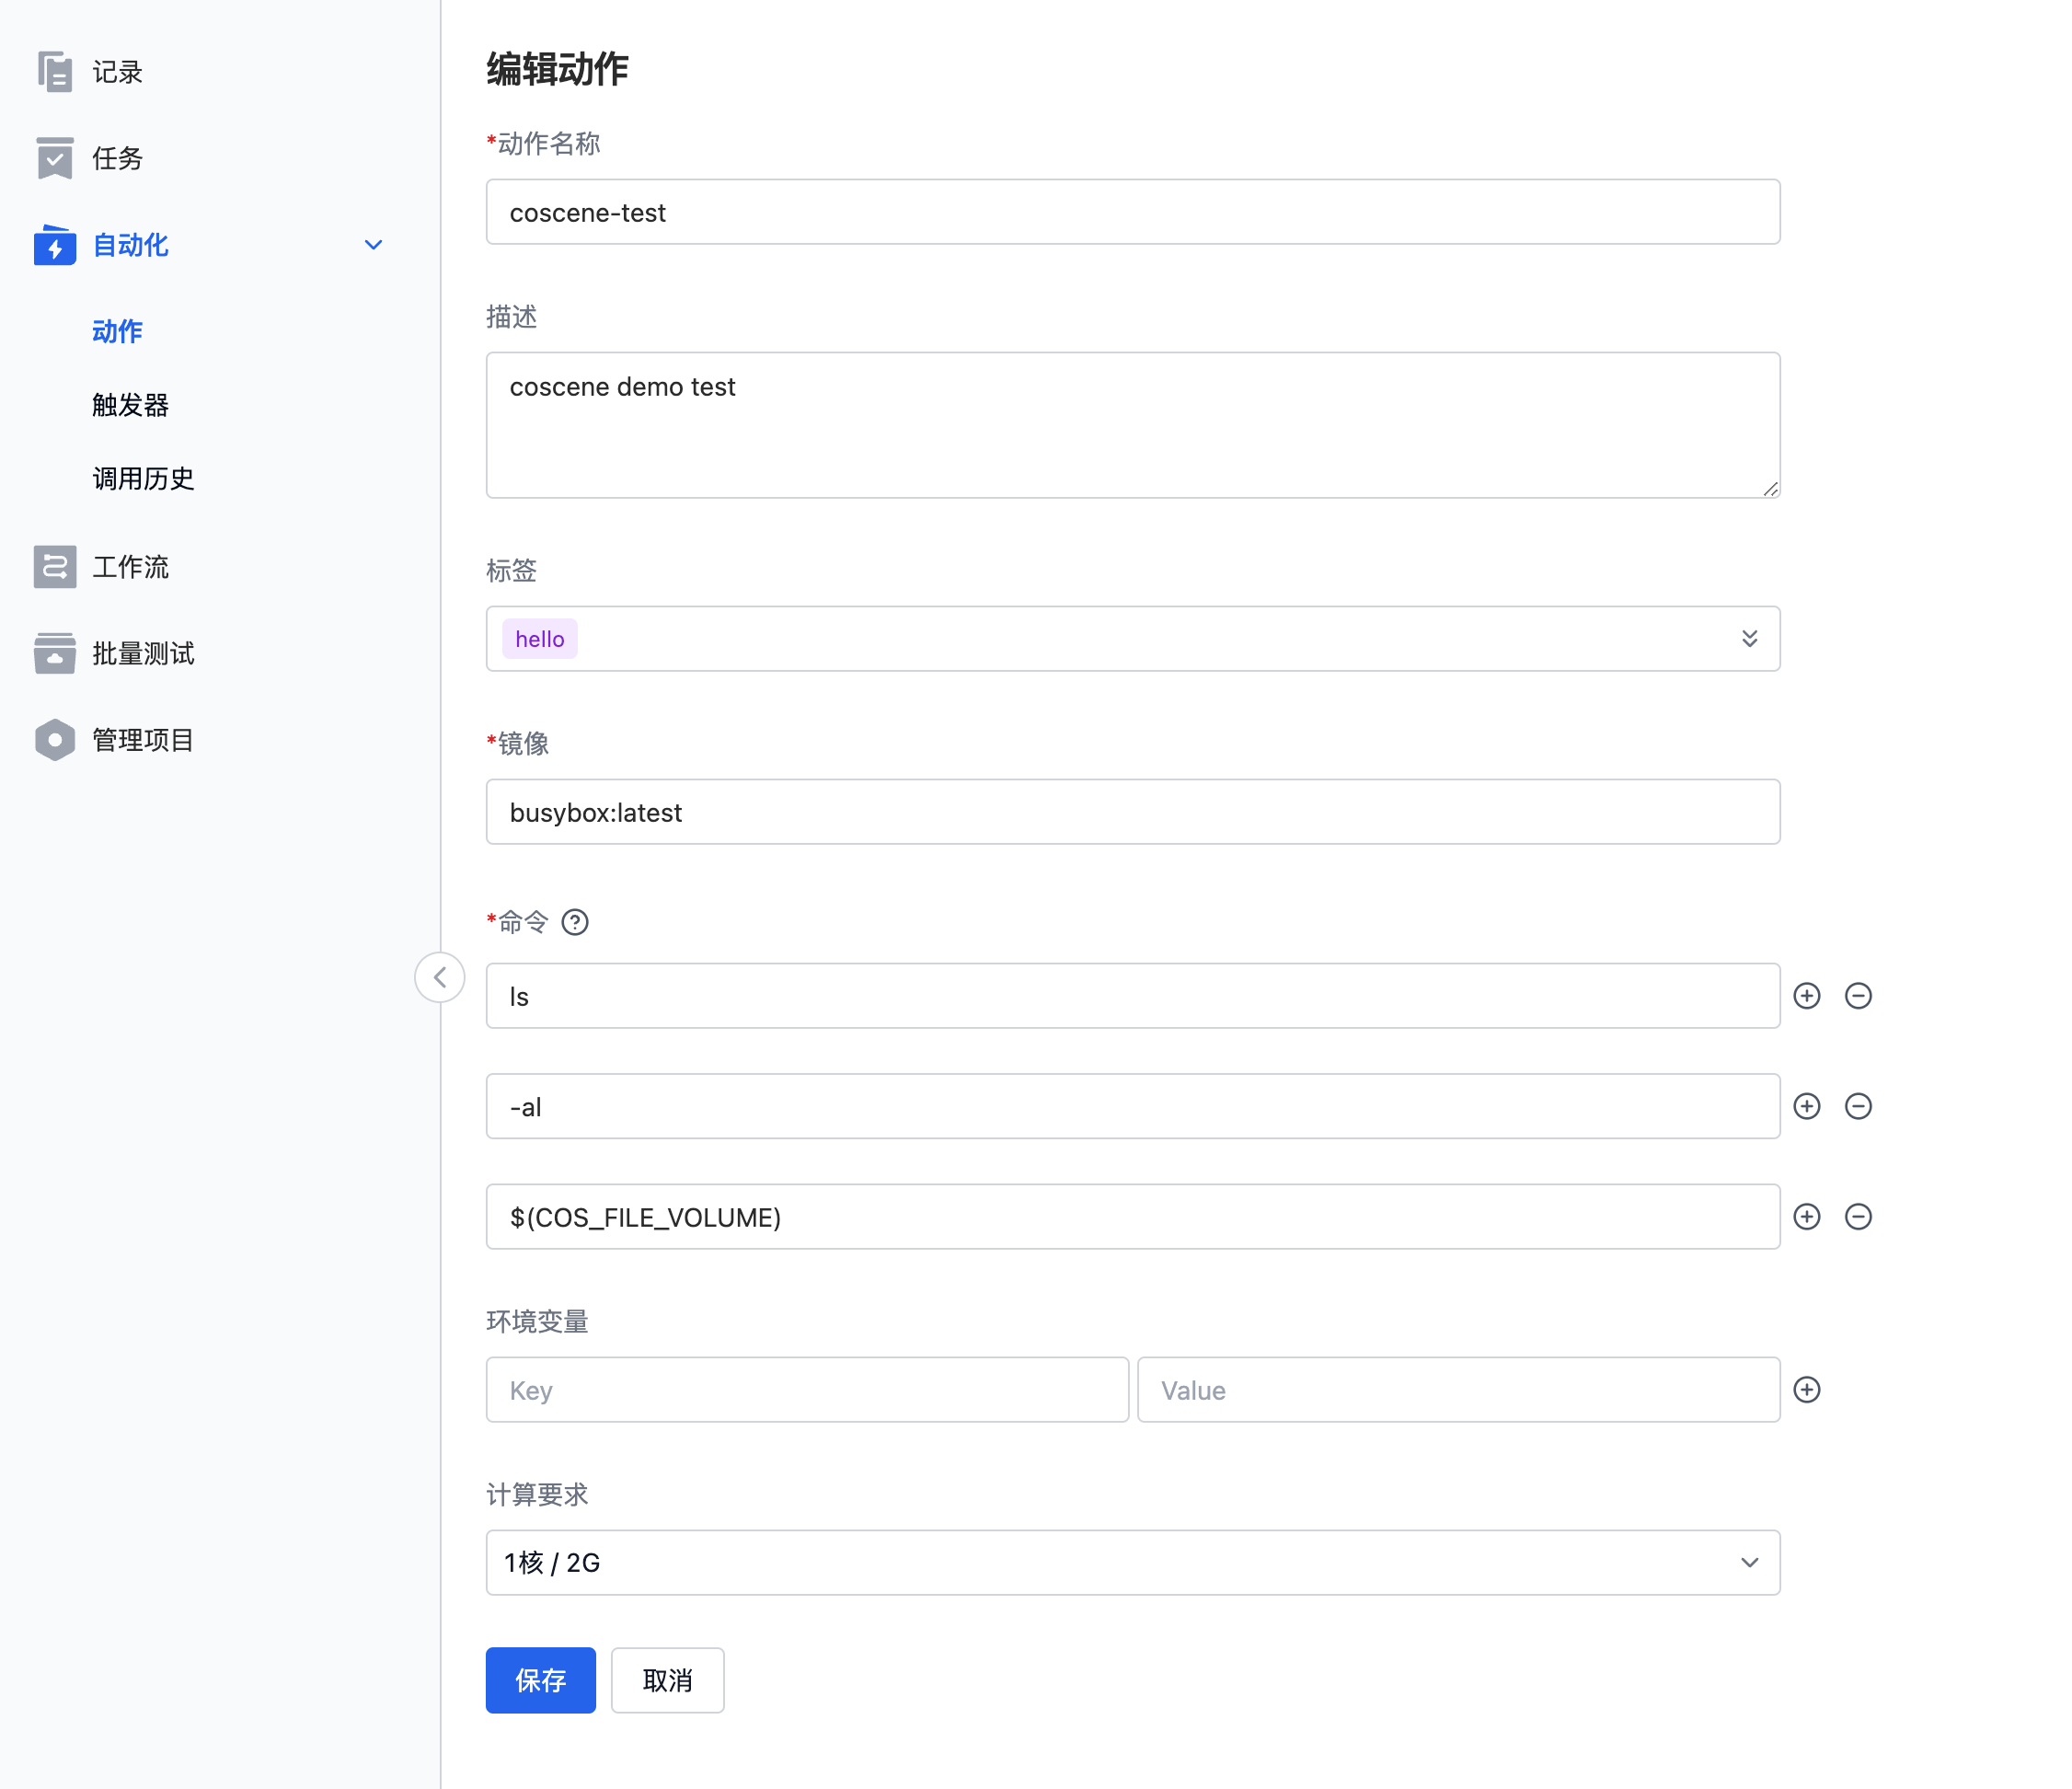 记录
任务
自动化
动作
触发器
调用历史
工作流
批量测试
管理项目
编辑动作
*动作名称
coscene-test
描述
coscene demo test
标签
hello
*镜像
busybox:latest
*命令 ?
ls
-al
$(COS_FILE_VOLUME)
环境变量
Key Value
计算要求
1核 / 2G
保存 取消